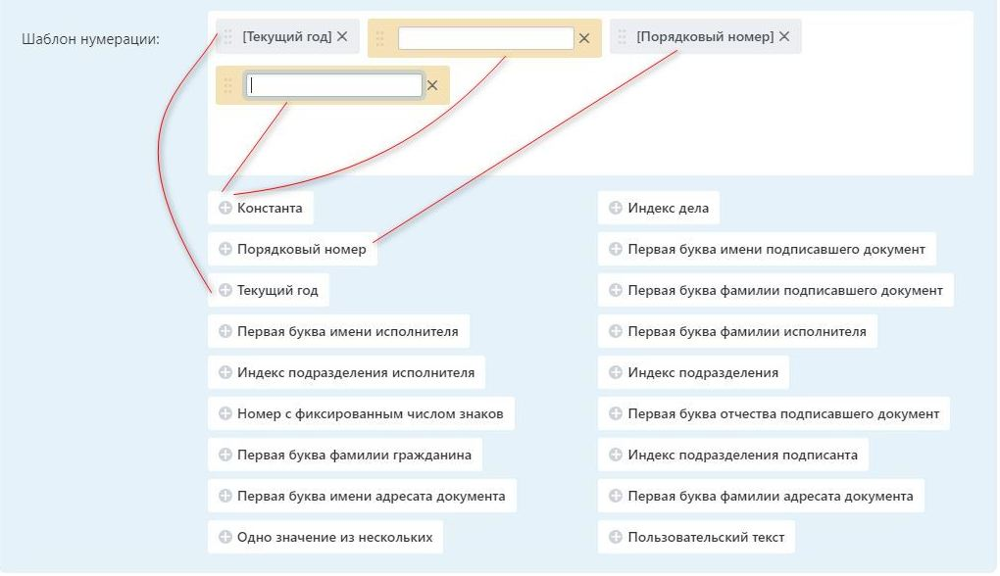 Шаблон нумерации:
[Текущий год] [Порядковый номер]
Константа
Индекс дела
Порядковый номер
Первая буква имени подписавшего документ
Текущий год
Первая буква фамилии подписавшего документ
Первая буква имени исполнителя
Первая буква фамилии исполнителя
Индекс подразделения исполнителя
Индекс подразделения
Номер с фиксированным числом знаков
Первая буква отчества подписавшего документ
Первая буква фамилии гражданина
Индекс подразделения подписанта
Первая буква имени адресата документа
Первая буква фамилии адресата документа
Одно значение из нескольких
Пользовательский текст